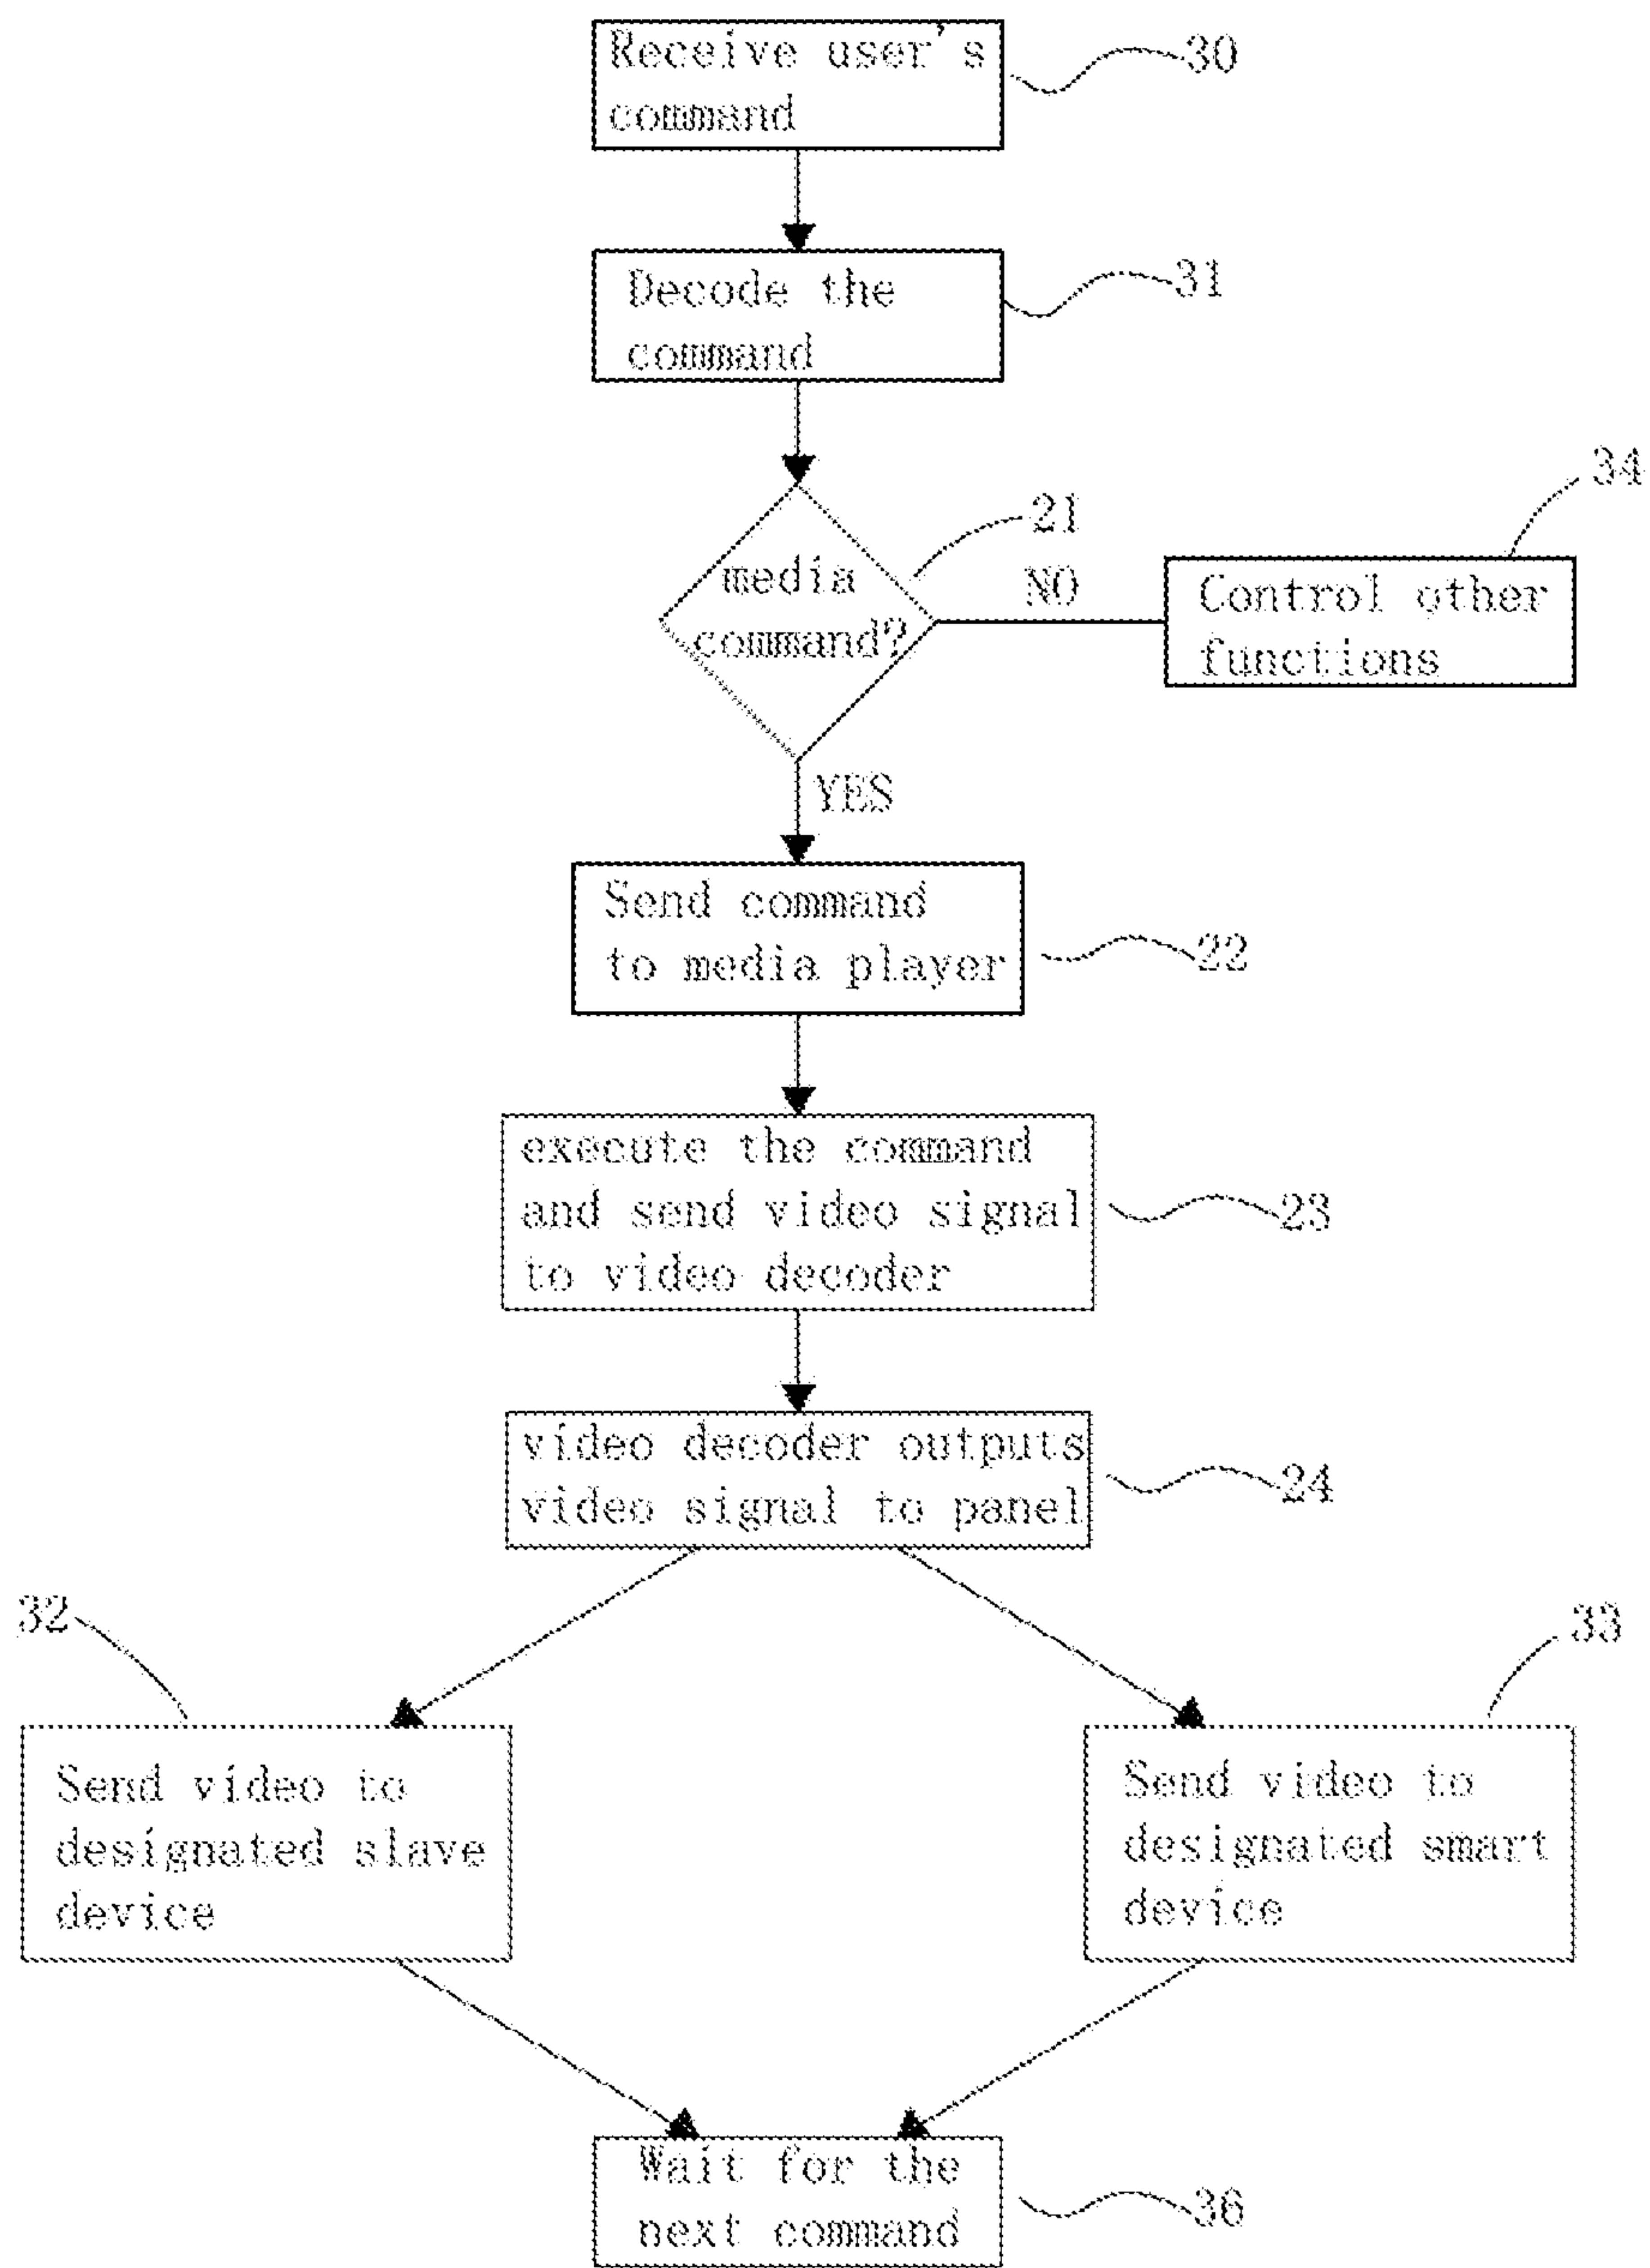 Receive user's
command
30
Decode the
command
31
media
command?
21
NO
34
Control other
functions
YES
Send command
to media player
22
execute the command
and send video signal
to video decoder
23
video decoder outputs
video signal to panel
24
32
33
Send video to
designated slave
device
Send video to
designated smart
device
Wait for the
next command
36